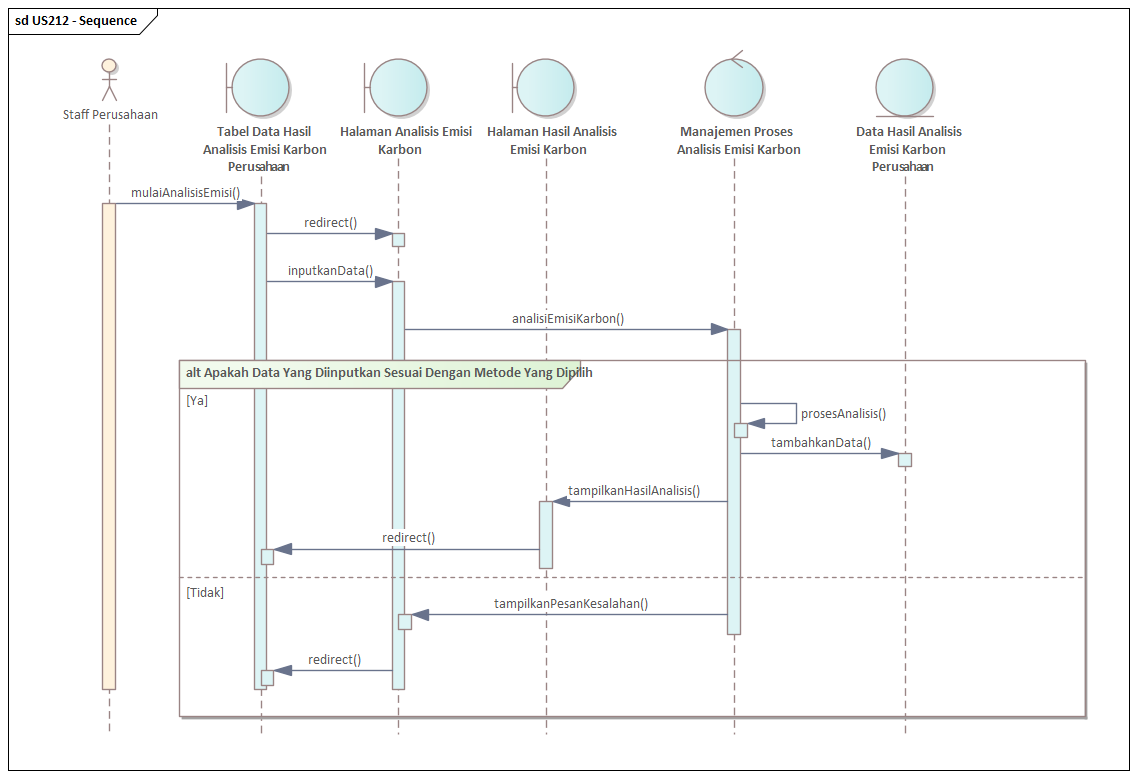 sd US212 - Sequence
Staff Perusahaan
Tabel Data Hasil
Analisis Emisi Karbon
Perusahaan
Halaman Analisis Emisi
Karbon
Halaman Hasil Analisis
Emisi Karbon
Manajemen Proses
Analisis Emisi Karbon
Data Hasil Analisis
Emisi Karbon
Perusahaan
mulaiAnalisisEmisi()
redirect()
inputkanData()
analisiEmisiKarbon()
alt Apakah Data Yang Diinputkan Sesuai Dengan Metode Yang Dipilih
[Ya]
prosesAnalisis()
tambahkanData()
tampilkanHasilAnalisis()
redirect()
[Tidak]
tampilkanPesanKesalahan()
redirect()